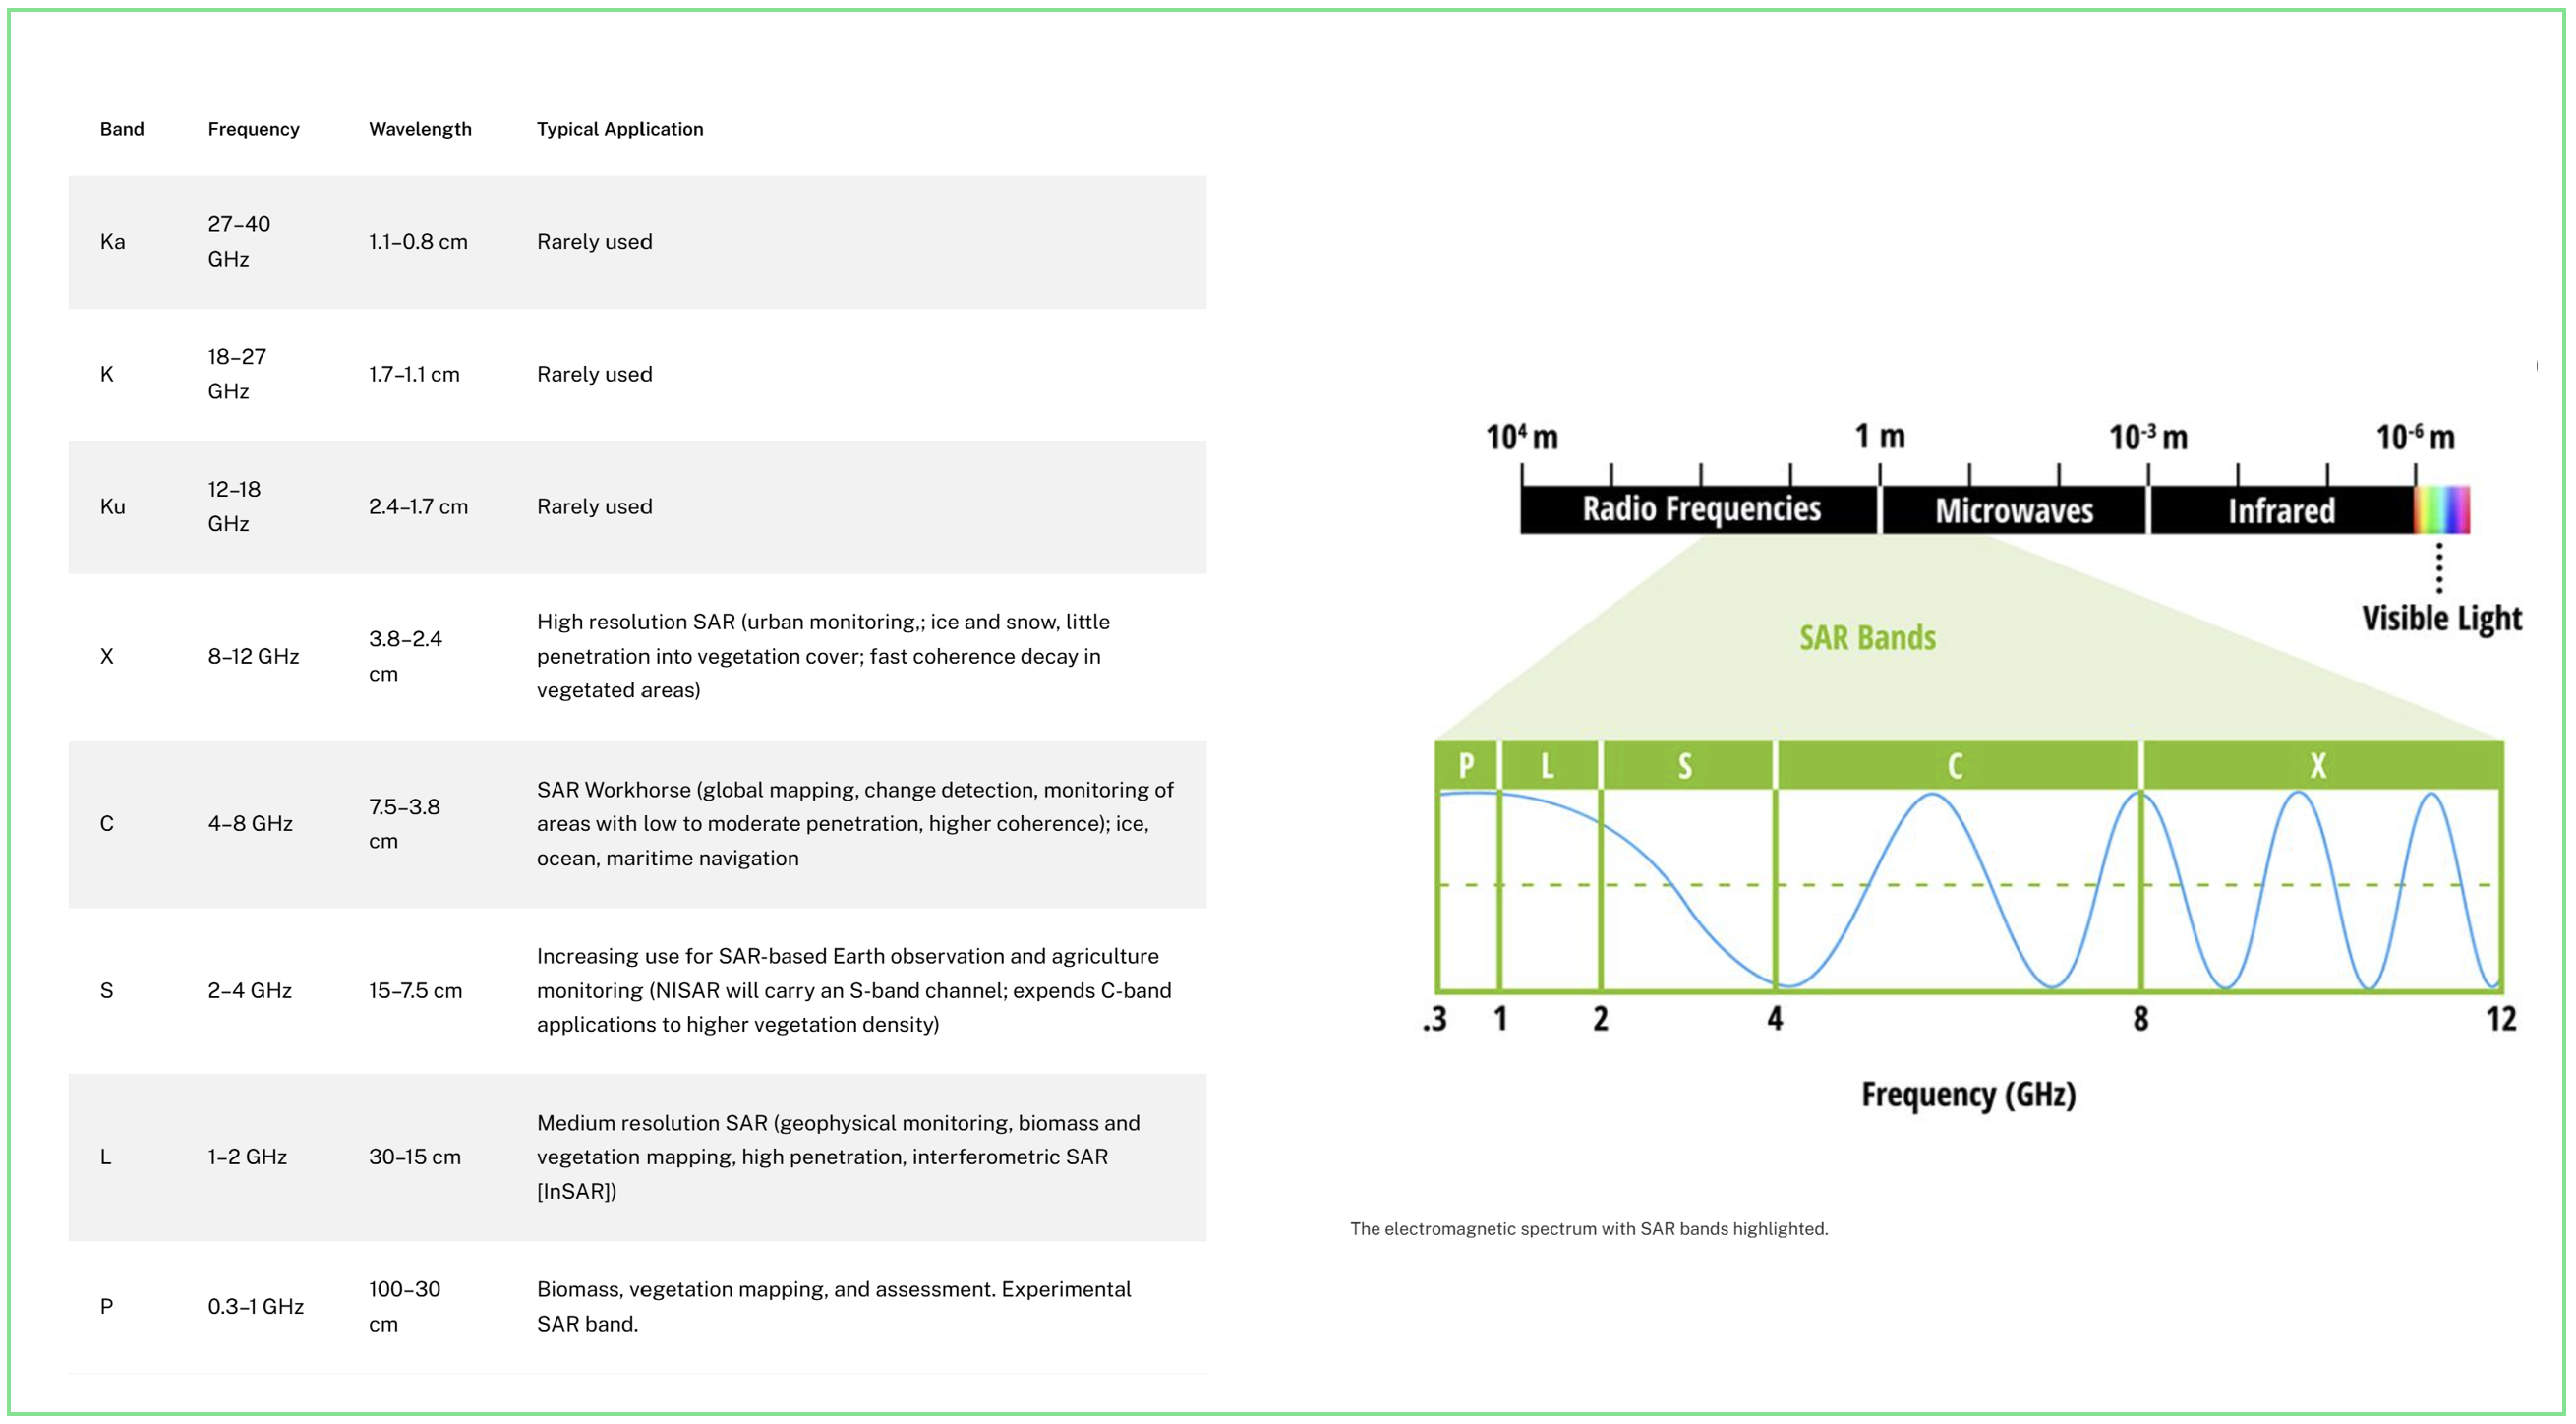 Band Frequency Wavelength Typical Application
Ka 27–40 GHz 1.1–0.8 cm Rarely used
K 18–27 GHz 1.7–1.1 cm Rarely used
Ku 12–18 GHz 2.4–1.7 cm Rarely used
X 8–12 GHz 3.8–2.4 cm High resolution SAR (urban monitoring,; ice and snow, little
penetration into vegetation cover; fast coherence decay in
vegetated areas)
C 4–8 GHz 7.5–3.8 cm SAR Workhorse (global mapping, change detection, monitoring of
areas with low to moderate penetration, higher coherence); ice,
ocean, maritime navigation
S 2–4 GHz 15–7.5 cm Increasing use for SAR-based Earth observation and agriculture
monitoring (NISAR will carry an S-band channel; expends C-band
applications to higher vegetation density)
L 1–2 GHz 30–15 cm Medium resolution SAR (geophysical monitoring, biomass and
vegetation mapping, high penetration, interferometric SAR
[InSAR])
P 0.3–1 GHz 100–30 cm Biomass, vegetation mapping, and assessment. Experimental
SAR band.
10⁴ m 1 m 10⁻³ m 10⁻⁶ m
Radio Frequencies Microwaves Infrared
Visible Light
SAR Bands
P L S C X
.3 1 2 4 8 12
Frequency (GHz)
The electromagnetic spectrum with SAR bands highlighted.